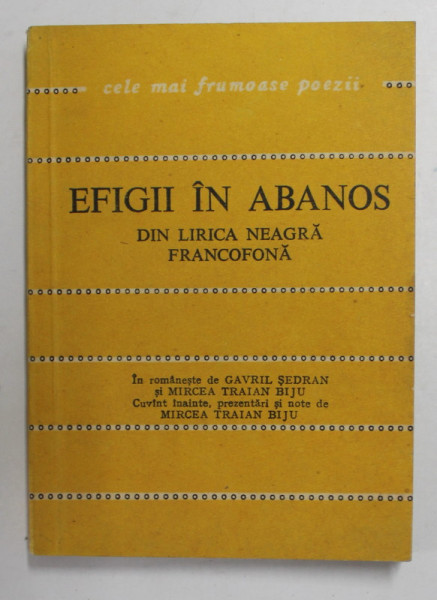 cele mai frumoase poezii
EFIGII ÎN ABANOS
DIN LIRICA NEAGRĂ
FRANCOFONĂ
În românește de GAVRIL ȘEDRAN
și MIRCEA TRAIAN BIJU
Cuvînt înainte, prezentări și note de
MIRCEA TRAIAN BIJU